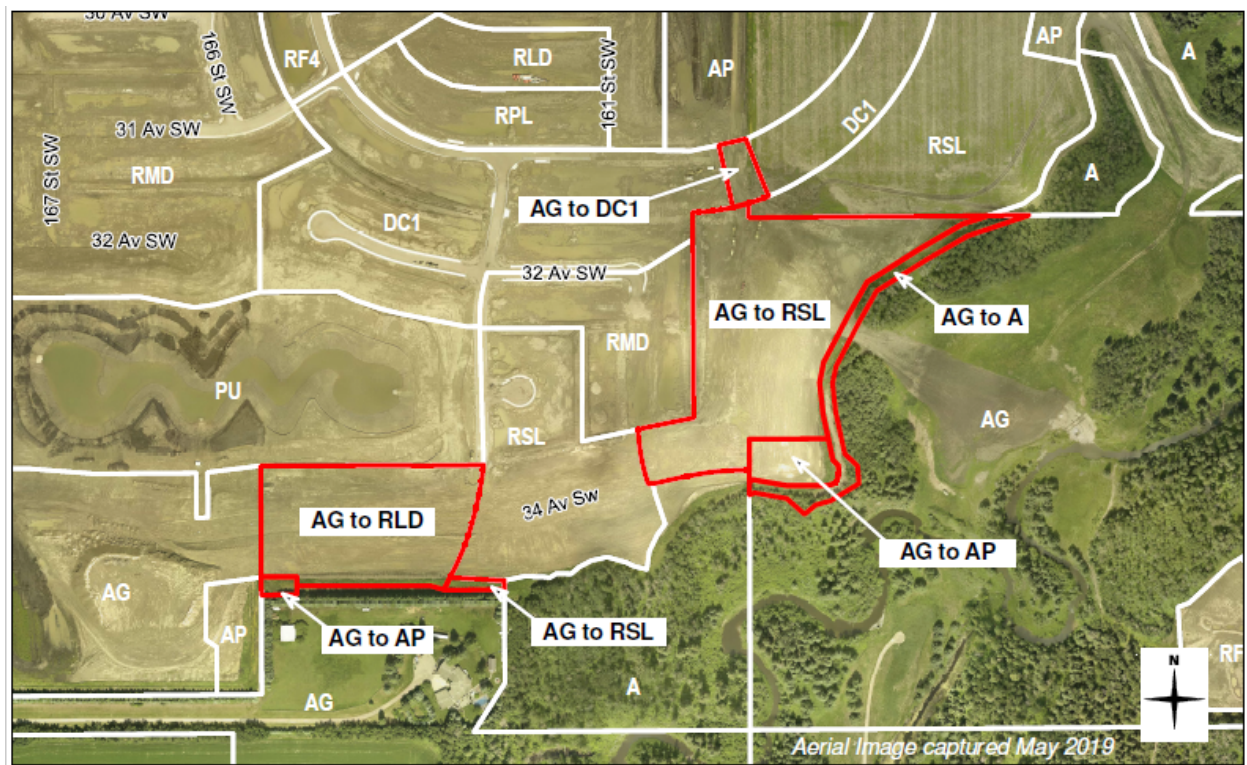 30 Av SW
166 St SW
RF4
RLD
AP
AP
A
161 St SW
DC1
RPL
31 Av SW
RSL
167 St SW
RMD
A
AG to DC1
DC1
32 Av SW
32 Av SW
AG to RSL
AG to A
RMD
PU
AG
RSL
34 Av Sw
AG to RLD
AG to AP
AG
AP
AG to AP
AG to RSL
RF
N
A
AG
Aerial Image captured May 2019